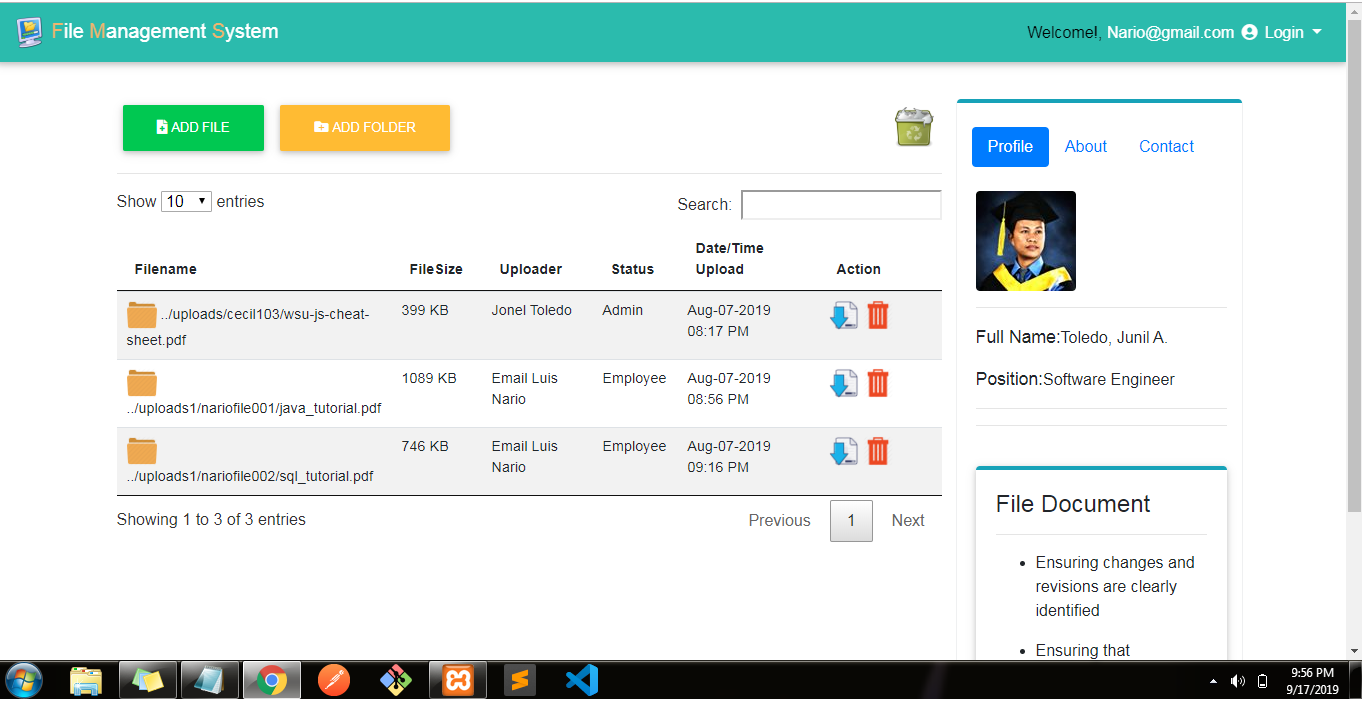 File Management System
Welcome!, Nario@gmail.com Login
ADD FILE ADD FOLDER
Profile About Contact
Show 10 entries
Search:
Filename FileSize Uploader Status Date/Time Upload Action
../uploads/cecil103/wsu-js-cheat-
sheet.pdf
399 KB
Jonel Toledo
Admin
Aug-07-2019
08:17 PM
../uploads1/nariofile001/java_tutorial.pdf
1089 KB
Email Luis
Nario
Employee
Aug-07-2019
08:56 PM
../uploads1/nariofile002/sql_tutorial.pdf
746 KB
Email Luis
Nario
Employee
Aug-07-2019
09:16 PM
Showing 1 to 3 of 3 entries
Previous 1 Next
Full Name:Toledo, Junil A.
Position:Software Engineer
File Document
Ensuring changes and
revisions are clearly
identified
Ensuring that
9:56 PM
9/17/2019